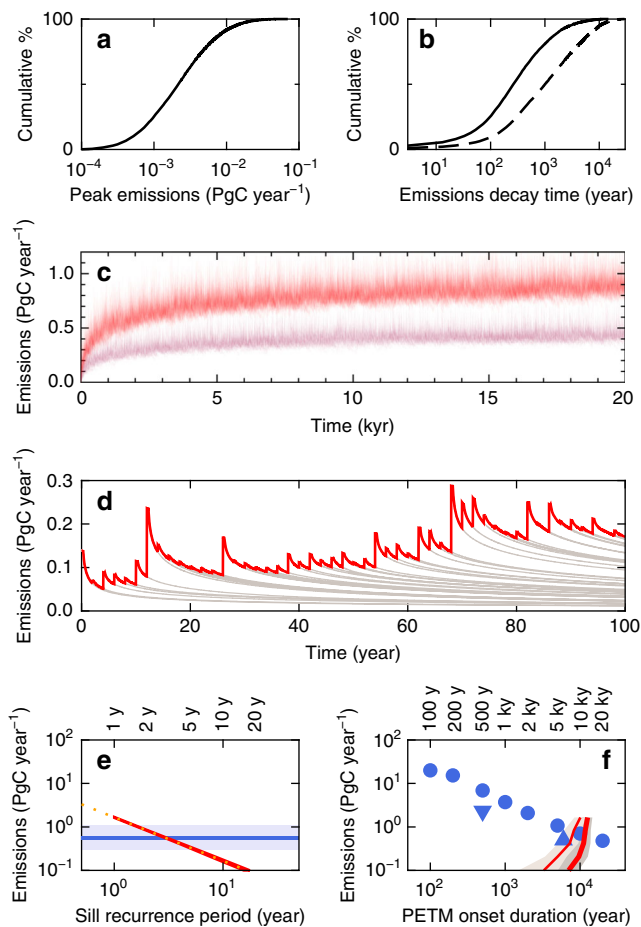 100
a
Cumulative %
0
10⁻⁴ 10⁻³ 10⁻² 10⁻¹
Peak emissions (PgC year⁻¹)
100
b
Cumulative %
0
10² 10³ 10⁴
Emissions decay time (year)
c
Emissions (PgC year⁻¹)
1.0
0.5
0.0
0 5 10 15 20
Time (kyr)
d
Emissions (PgC year⁻¹)
0.3
0.2
0.1
0.0
0 20 40 60 80 100
Time (year)
1 y 2 y 5 y 10 y 20 y
e
Emissions (PgC year⁻¹)
10²
10¹
10⁰
10⁻¹
10⁰ 10¹
Sill recurrence period (year)
100 y 200 y 500 y 1 ky 2 ky 5 ky 10 ky 20 ky
f
Emissions (PgC year⁻¹)
10²
10¹
10⁰
10⁻¹
10² 10³ 10⁴
PETM onset duration (year)